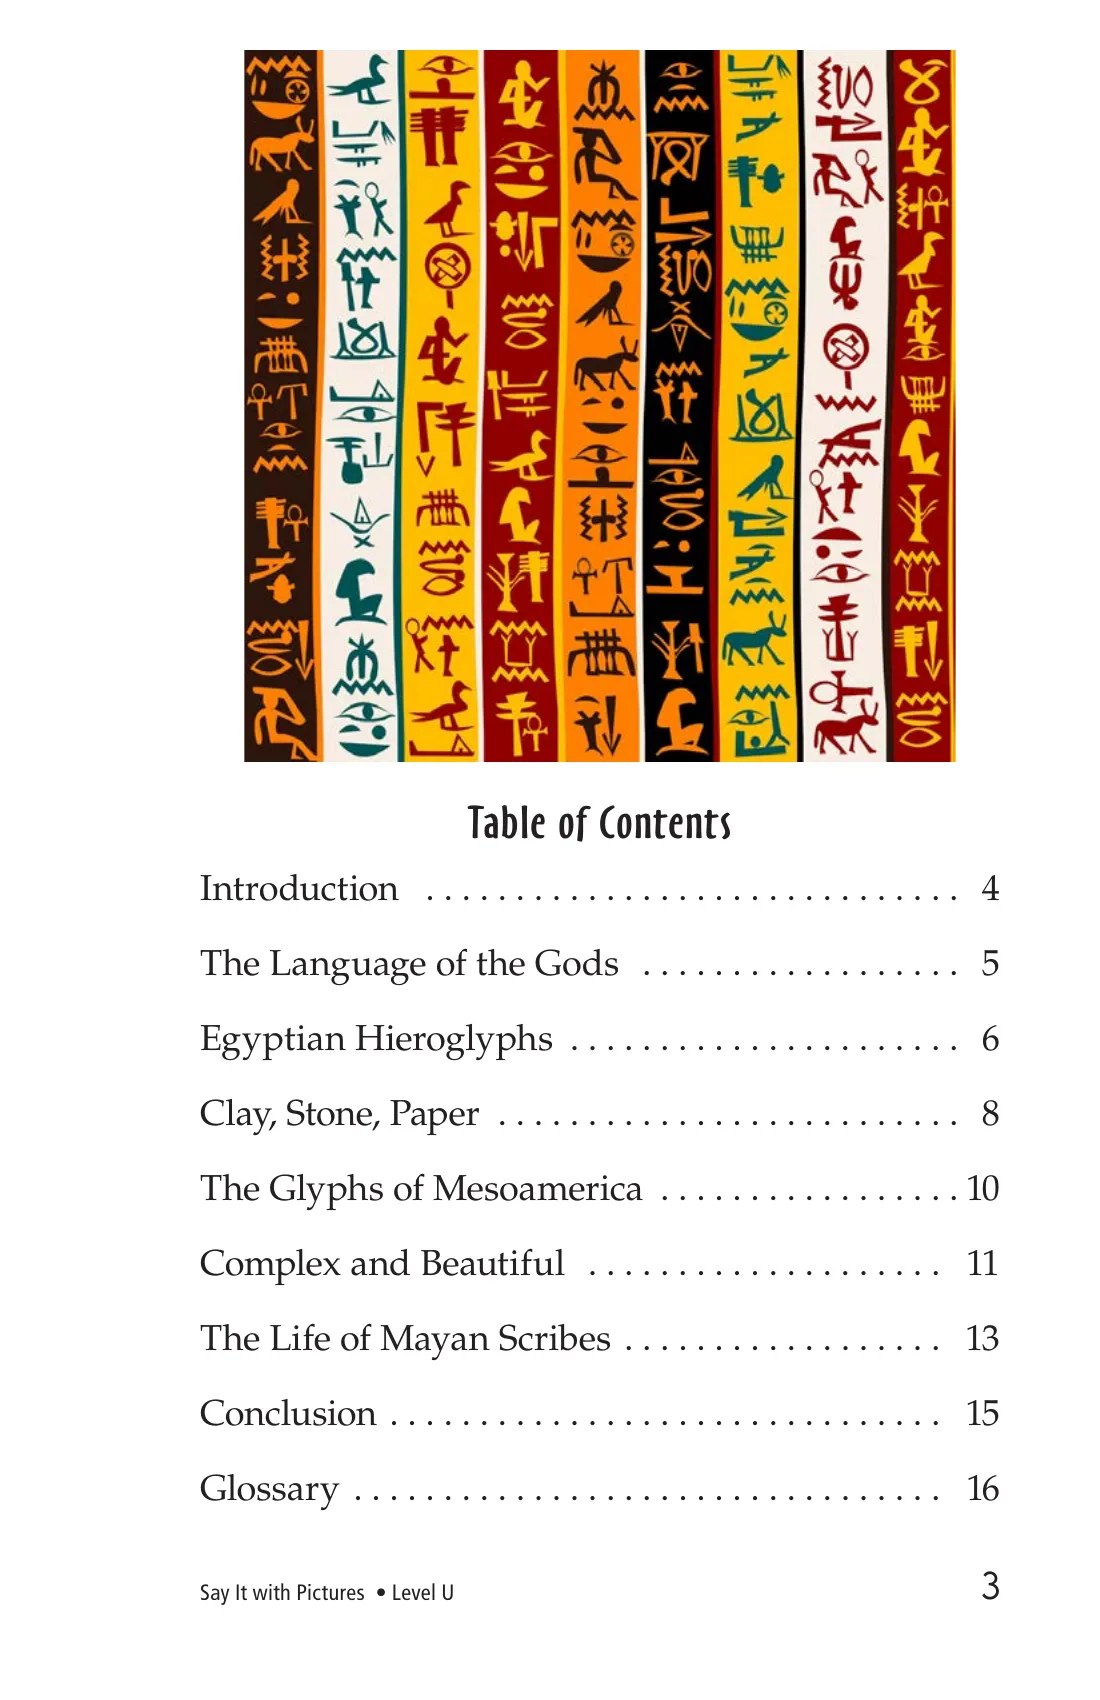 Table of Contents
Introduction . . . . . . . . . . . . . . . . . . . . . . . . . . . . . . 4
The Language of the Gods . . . . . . . . . . . . . . . . . . 5
Egyptian Hieroglyphs . . . . . . . . . . . . . . . . . . . . . . 6
Clay, Stone, Paper . . . . . . . . . . . . . . . . . . . . . . . . . . 8
The Glyphs of Mesoamerica . . . . . . . . . . . . . . . . . 10
Complex and Beautiful . . . . . . . . . . . . . . . . . . . . 11
The Life of Mayan Scribes . . . . . . . . . . . . . . . . . . 13
Conclusion . . . . . . . . . . . . . . . . . . . . . . . . . . . . . . . 15
Glossary . . . . . . . . . . . . . . . . . . . . . . . . . . . . . . . . . 16
Say It with Pictures • Level U 3